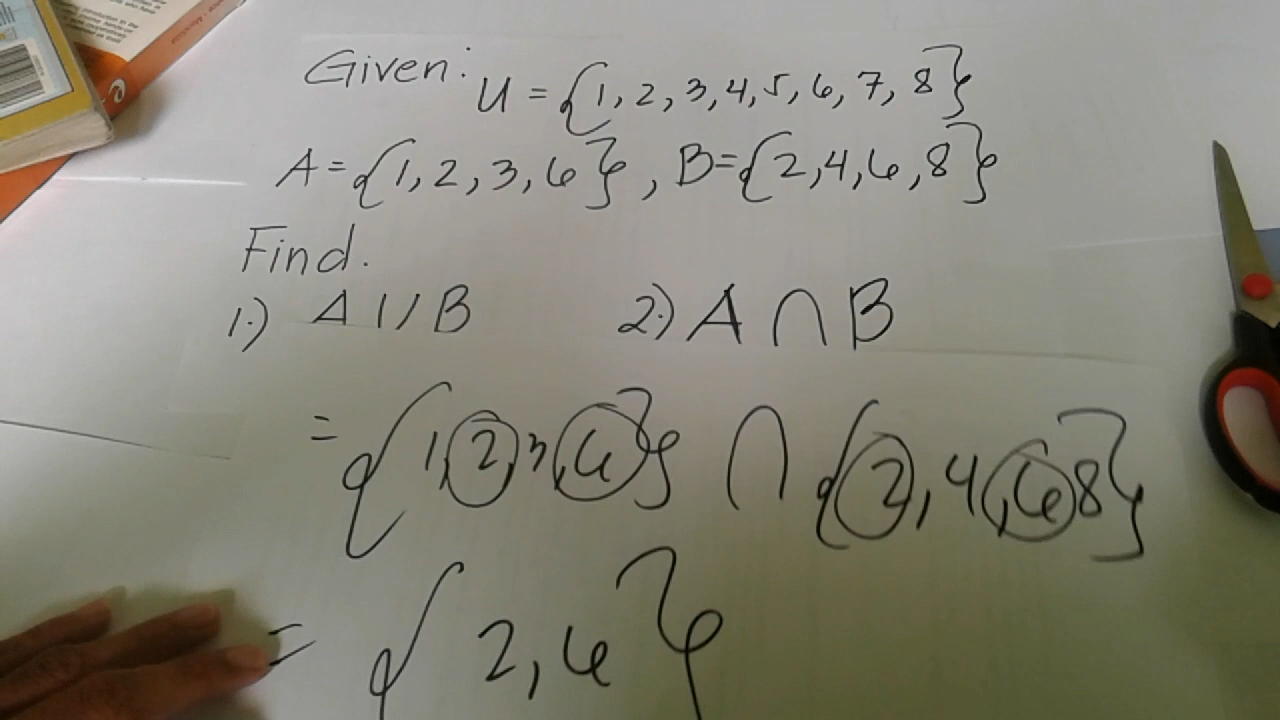 Given: U = {1, 2, 3, 4, 5, 6, 7, 8}
A = {1, 2, 3, 6}, B = {2, 4, 6, 8}
Find.
1.) A ∪ B 2.) A ∩ B
= {1, 2, 3, 6} ∩ {2, 4, 6 8}
= {2, 6}